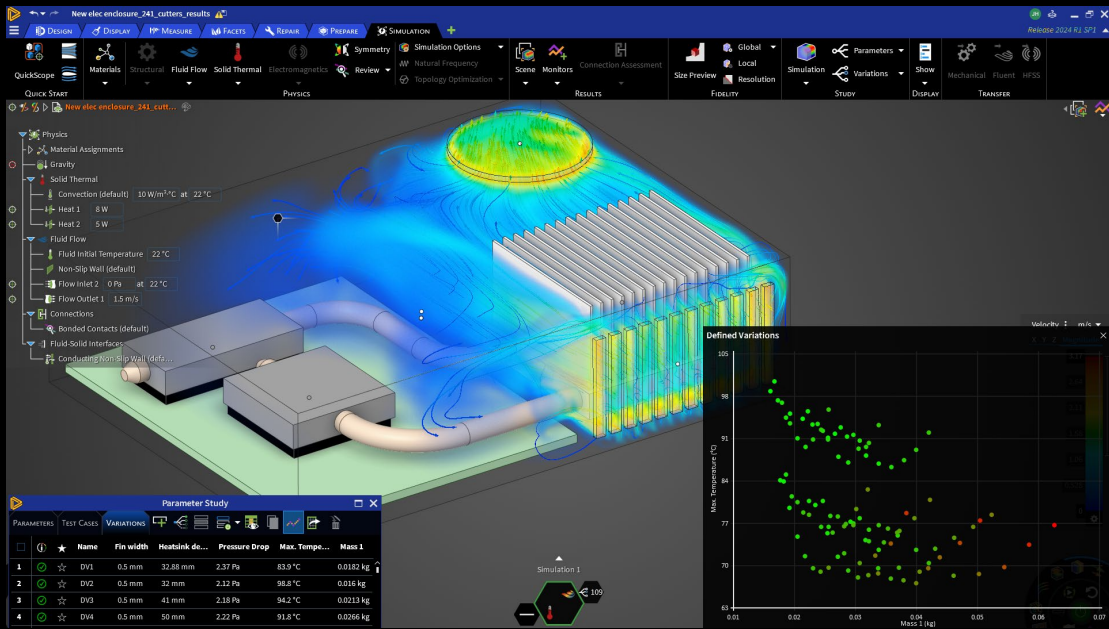 New elec enclosure_241_cutters_results
JH
DESIGN DISPLAY MEASURE FACETS REPAIR PREPARE SIMULATION
Release 2024 R1 SP1
QuickScope
Materials Structural Fluid Flow Solid Thermal Electromagnetics
Symmetry
Review
Simulation Options
Natural Frequency
Topology Optimization
Scene Monitors Connection Assessment
Size Preview
Global
Local
Resolution
Simulation
Parameters
Variations
Show
Mechanical Fluent HFSS
QUICK START PHYSICS RESULTS FIDELITY STUDY DISPLAY TRANSFER
New elec enclosure_241_cutt...
Physics
Material Assignments
Gravity
Solid Thermal
Convection (default) 10 W/m²·°C at 22 °C
Heat 1 8 W
Heat 2 5 W
Fluid Flow
Fluid Initial Temperature 22 °C
Non-Slip Wall (default)
Flow Inlet 2 0 Pa at 22 °C
Flow Outlet 1 1.5 m/s
Connections
Bonded Contacts (default)
Fluid-Solid Interfaces
Conducting Non-Slip Wall (defa...
Velocity m/s
Defined Variations
X Y Z
105
98
91
84
77
70
63
Max. Temperature (°C)
0.01 0.02 0.03 0.04 0.05 0.06 0.07
Mass 1 (kg)
Parameter Study
PARAMETERS TEST CASES VARIATIONS
Name Fin width Heatsink de... Pressure Drop Max. Tempe... Mass 1
1 DV1 0.5 mm 32.88 mm 2.37 Pa 83.9 °C 0.0182 kg
2 DV2 0.5 mm 32 mm 2.12 Pa 98.8 °C 0.016 kg
3 DV3 0.5 mm 41 mm 2.18 Pa 94.2 °C 0.0213 kg
4 DV4 0.5 mm 50 mm 2.22 Pa 91.8 °C 0.0266 kg
Simulation 1
109